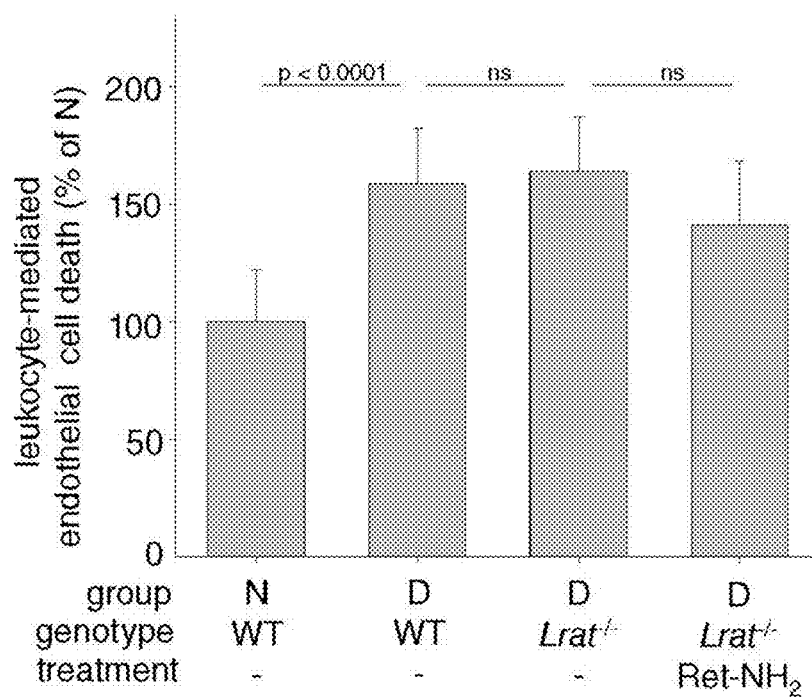 leukocyte-mediated
endothelial cell death (% of N)
200
150
100
50
0
p < 0.0001 ns ns
group N D D D
genotype WT WT Lrat-/- Lrat-/-
treatment - - - Ret-NH2